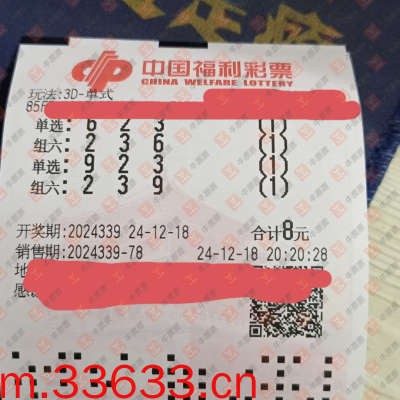 中国福利彩票
CHINA WELFARE LOTTERY
玩法:3D-单式
85F
单选: 6 2 3 (1)
组六: 2 3 6 (1)
单选: 9 2 3 (1)
组六: 2 3 9 (1)
开奖期:2024339 24-12-18 合计8元
销售期:2024339-78 24-12-18 20:20:28
地
m.33633.cn